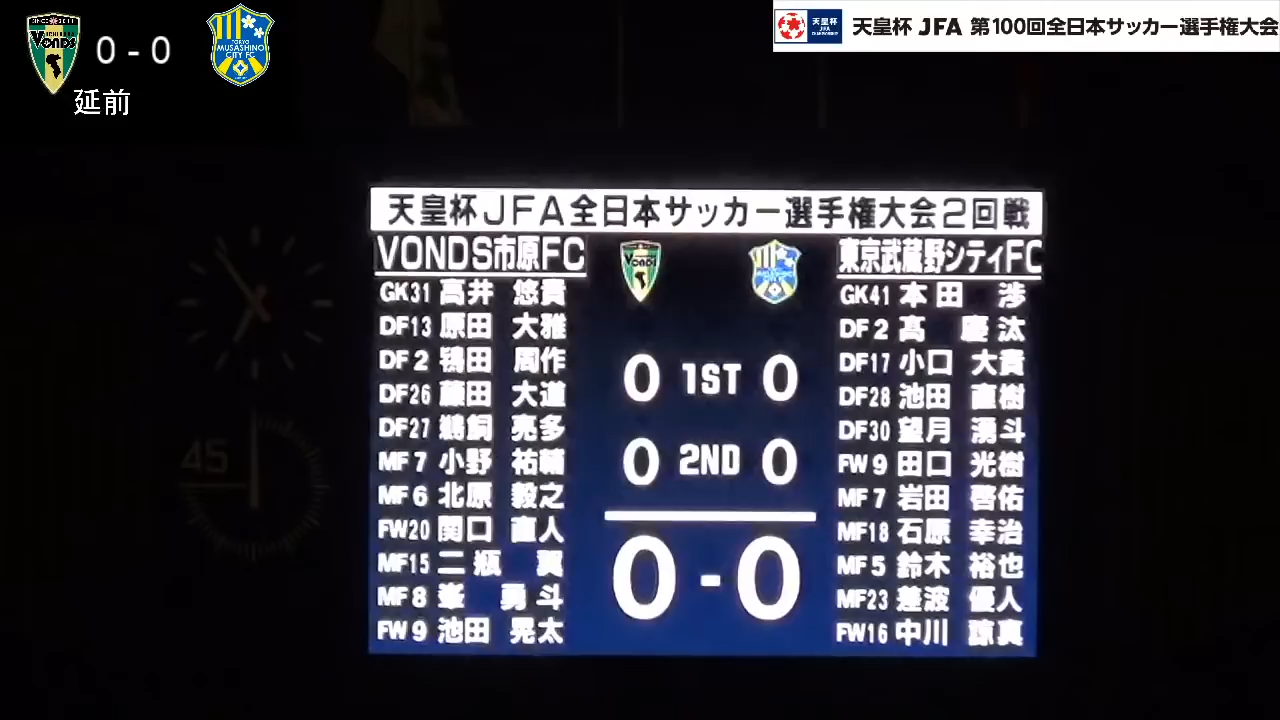 0 - 0
延前
天皇杯 JFA 第100回全日本サッカー選手権大会
天皇杯JFA全日本サッカー選手権大会2回戦
VONDS市原FC
東京武蔵野シティFC
GK31 高井 悠貴
DF13 原田 大雅
DF2 鴇田 周作
DF26 藤田 大道
DF27 鵜飼 亮多
MF7 小野 祐輔
MF6 北原 毅之
FW20 関口 直人
MF15 二瓶 翼
MF8 峯 勇斗
FW9 池田 晃太
0 1ST 0
0 2ND 0
0 - 0
GK41 本田 渉
DF2 髙 慶汰
DF17 小口 大貴
DF28 池田 直樹
DF30 望月 湧斗
FW9 田口 光樹
MF7 岩田 啓佑
MF18 石原 幸治
MF5 鈴木 裕也
MF23 差波 優人
FW16 中川 諒真
45